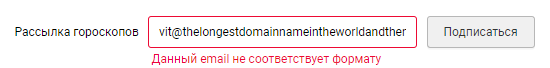 Рассылка гороскопов vit@thelongestdomainnameintheworldandther Подписаться
Данный email не соответствует формату